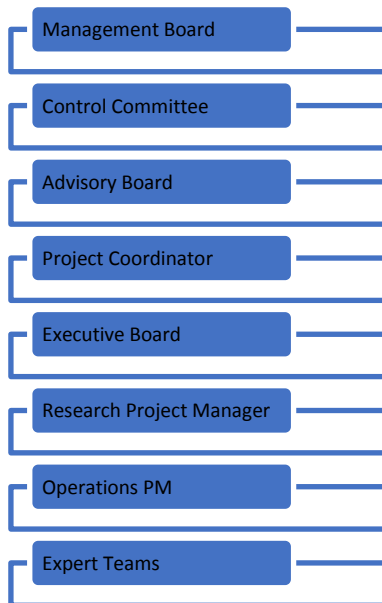 Management Board
Control Committee
Advisory Board
Project Coordinator
Executive Board
Research Project Manager
Operations PM
Expert Teams